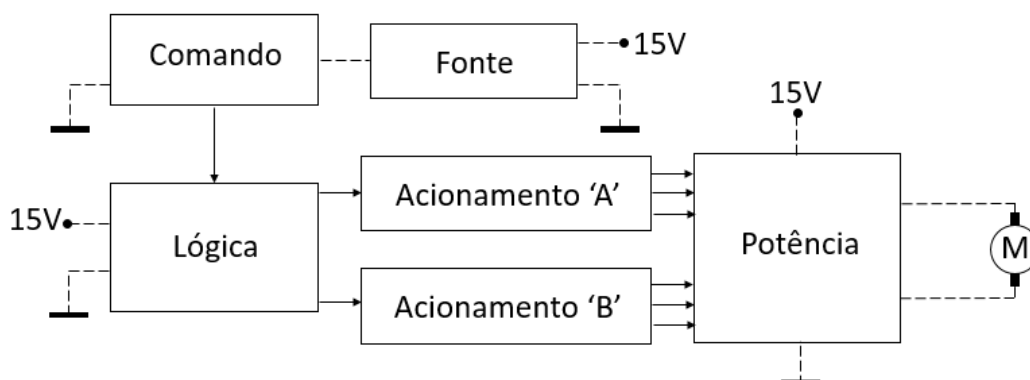 Comando
Fonte
15V
15V
Acionamento ‘A’
15V
Lógica
Potência
M
Acionamento ‘B’